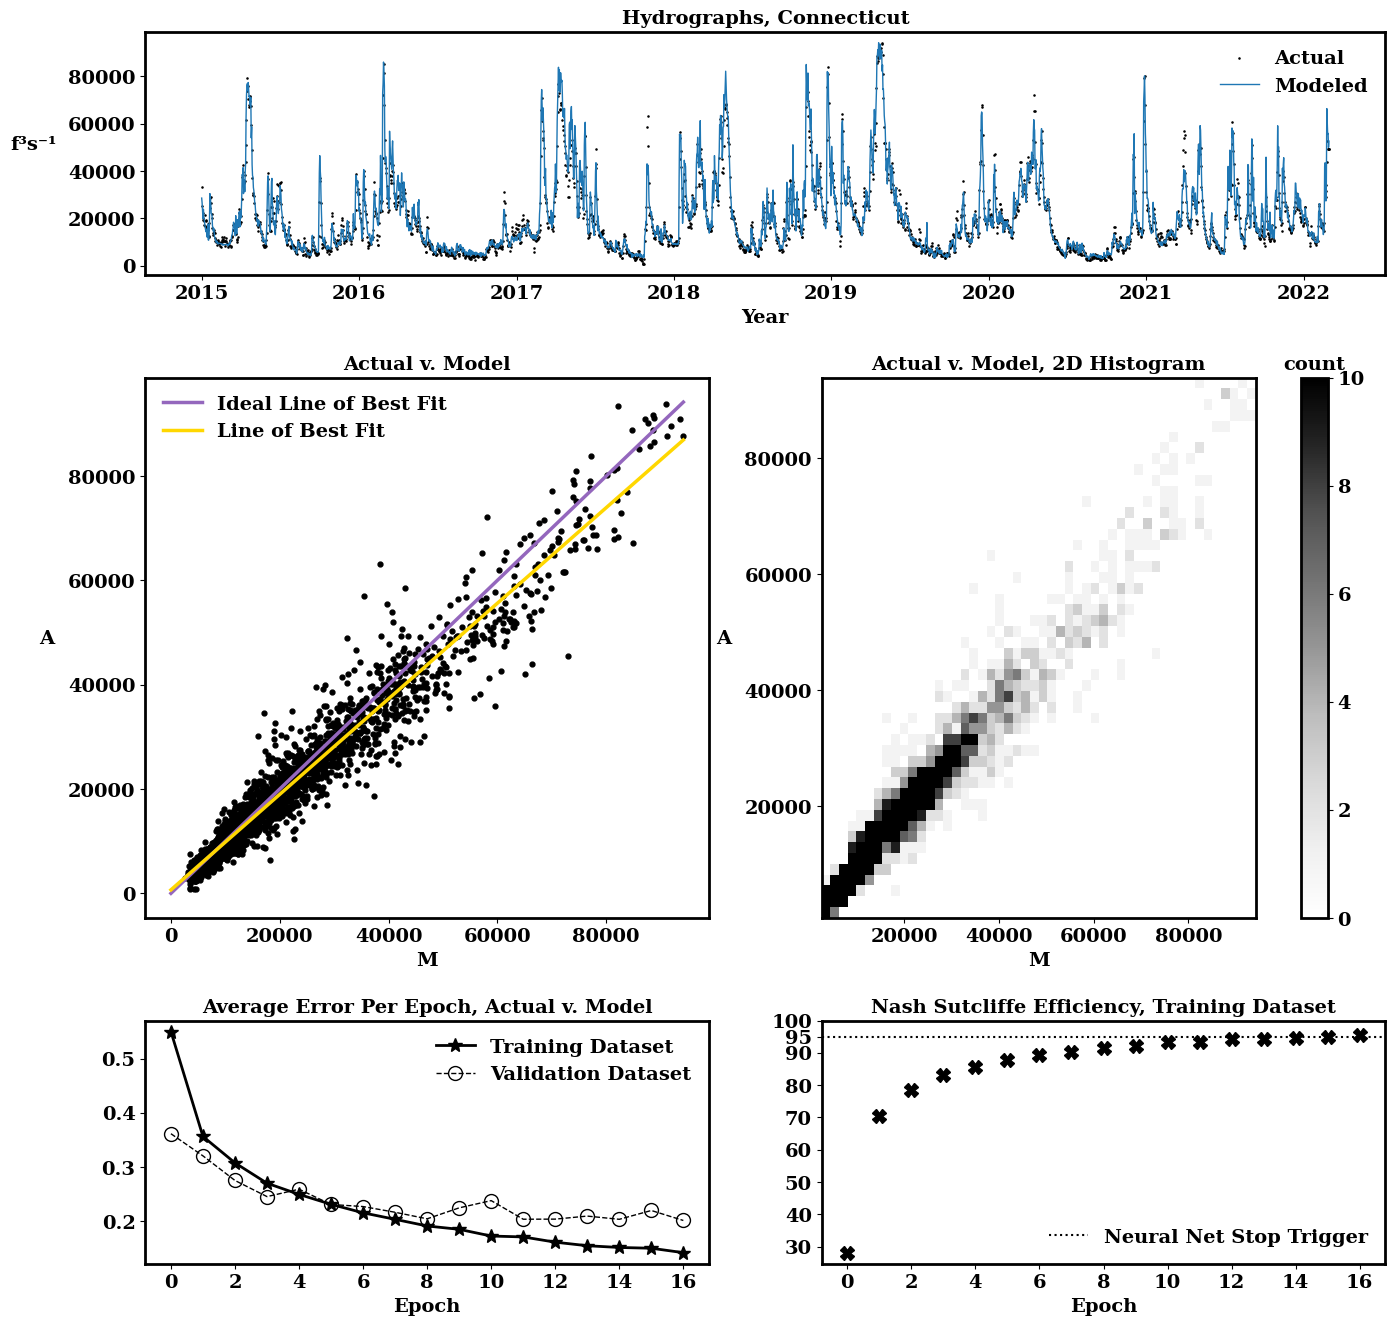 Hydrographs, Connecticut
80000
60000
40000
20000
0
f³s⁻¹
Actual
Modeled
2015 2016 2017 2018 2019 2020 2021 2022
Year
Actual v. Model
80000
60000
40000
20000
0
A
Ideal Line of Best Fit
Line of Best Fit
0 20000 40000 60000 80000
M
Actual v. Model, 2D Histogram
80000
60000
40000
20000
A
20000 40000 60000 80000
M
count
10
8
6
4
2
0
Average Error Per Epoch, Actual v. Model
0.5
0.4
0.3
0.2
Training Dataset
Validation Dataset
0 2 4 6 8 10 12 14 16
Epoch
Nash Sutcliffe Efficiency, Training Dataset
100
95
90
80
70
60
50
40
30
Neural Net Stop Trigger
0 2 4 6 8 10 12 14 16
Epoch